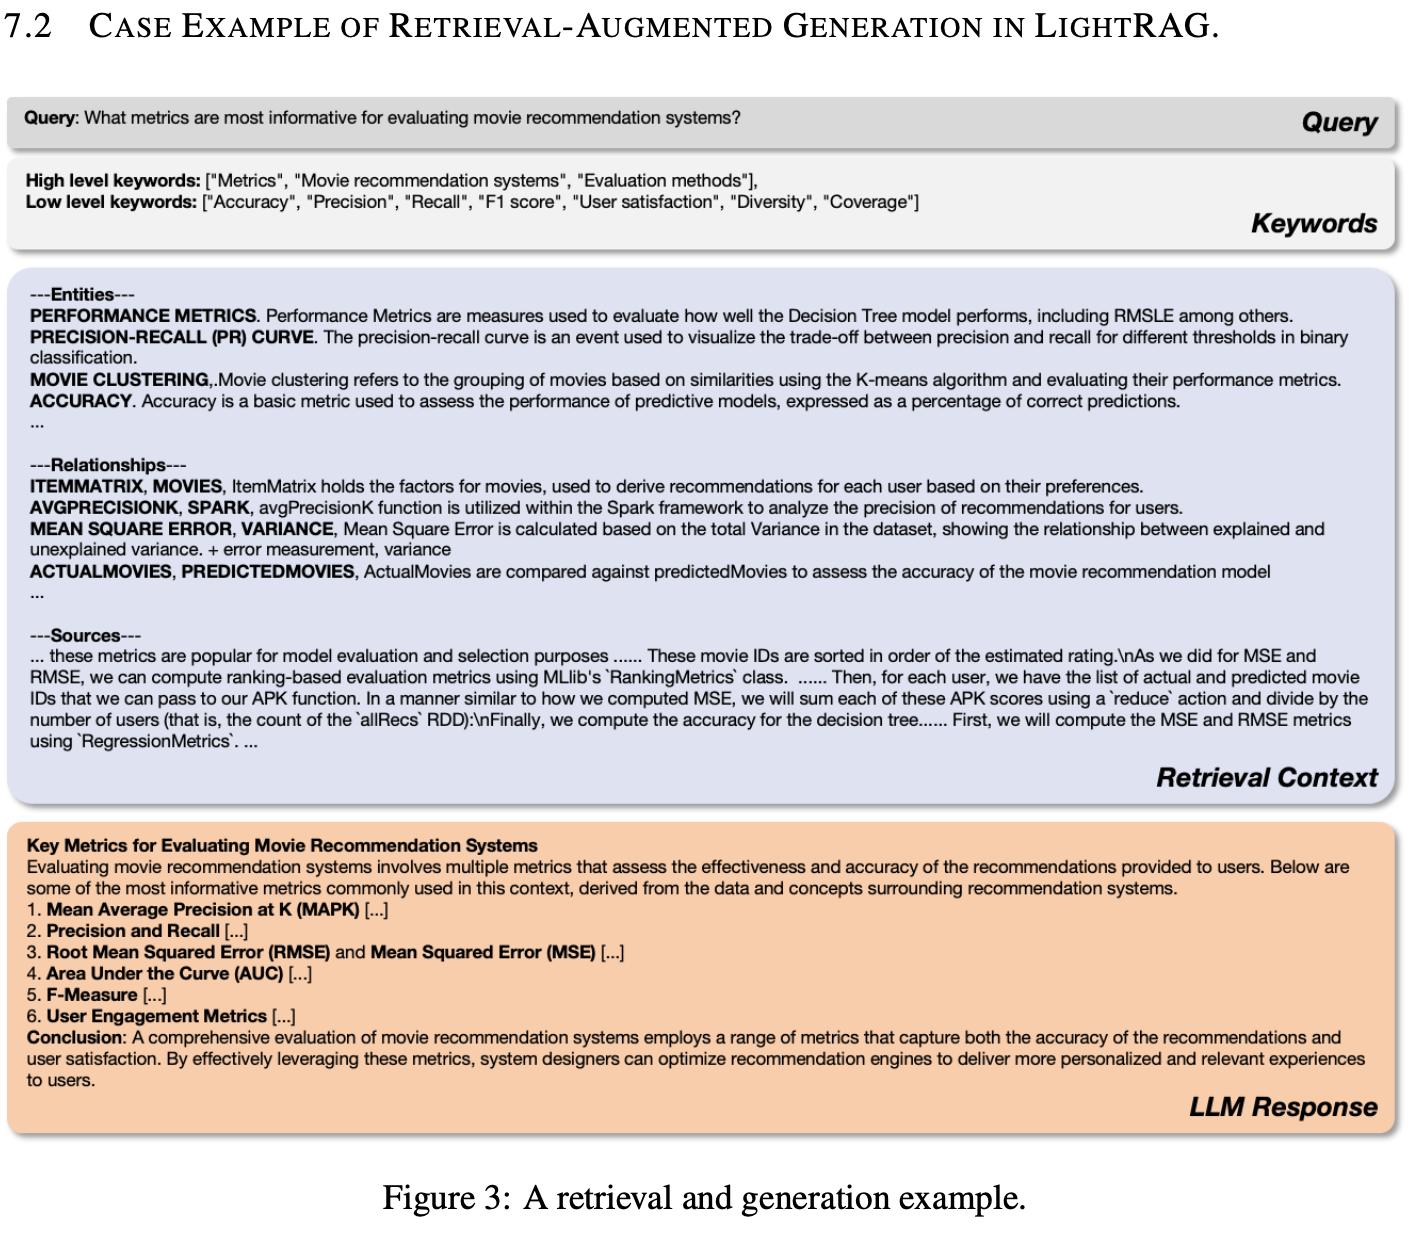 7.2 CASE EXAMPLE OF RETRIEVAL-AUGMENTED GENERATION IN LIGHTRAG.
Query: What metrics are most informative for evaluating movie recommendation systems?
Query
High level keywords: ["Metrics", "Movie recommendation systems", "Evaluation methods"],
Low level keywords: ["Accuracy", "Precision", "Recall", "F1 score", "User satisfaction", "Diversity", "Coverage"]
Keywords
---Entities---
PERFORMANCE METRICS. Performance Metrics are measures used to evaluate how well the Decision Tree model performs, including RMSLE among others.
PRECISION-RECALL (PR) CURVE. The precision-recall curve is an event used to visualize the trade-off between precision and recall for different thresholds in binary
classification.
MOVIE CLUSTERING,.Movie clustering refers to the grouping of movies based on similarities using the K-means algorithm and evaluating their performance metrics.
ACCURACY. Accuracy is a basic metric used to assess the performance of predictive models, expressed as a percentage of correct predictions.
...
---Relationships---
ITEMMATRIX, MOVIES, ItemMatrix holds the factors for movies, used to derive recommendations for each user based on their preferences.
AVGPRECISIONK, SPARK, avgPrecisionK function is utilized within the Spark framework to analyze the precision of recommendations for users.
MEAN SQUARE ERROR, VARIANCE, Mean Square Error is calculated based on the total Variance in the dataset, showing the relationship between explained and
unexplained variance. + error measurement, variance
ACTUALMOVIES, PREDICTEDMOVIES, ActualMovies are compared against predictedMovies to assess the accuracy of the movie recommendation model
...
---Sources---
... these metrics are popular for model evaluation and selection purposes ...... These movie IDs are sorted in order of the estimated rating.\nAs we did for MSE and
RMSE, we can compute ranking-based evaluation metrics using MLlib's `RankingMetrics` class. ...... Then, for each user, we have the list of actual and predicted movie
IDs that we can pass to our APK function. In a manner similar to how we computed MSE, we will sum each of these APK scores using a `reduce` action and divide by the
number of users (that is, the count of the `allRecs` RDD):\nFinally, we compute the accuracy for the decision tree...... First, we will compute the MSE and RMSE metrics
using `RegressionMetrics`. ...
Retrieval Context
Key Metrics for Evaluating Movie Recommendation Systems
Evaluating movie recommendation systems involves multiple metrics that assess the effectiveness and accuracy of the recommendations provided to users. Below are
some of the most informative metrics commonly used in this context, derived from the data and concepts surrounding recommendation systems.
1. Mean Average Precision at K (MAPK) [...]
2. Precision and Recall [...]
3. Root Mean Squared Error (RMSE) and Mean Squared Error (MSE) [...]
4. Area Under the Curve (AUC) [...]
5. F-Measure [...]
6. User Engagement Metrics [...]
Conclusion: A comprehensive evaluation of movie recommendation systems employs a range of metrics that capture both the accuracy of the recommendations and
user satisfaction. By effectively leveraging these metrics, system designers can optimize recommendation engines to deliver more personalized and relevant experiences
to users.
LLM Response
Figure 3: A retrieval and generation example.